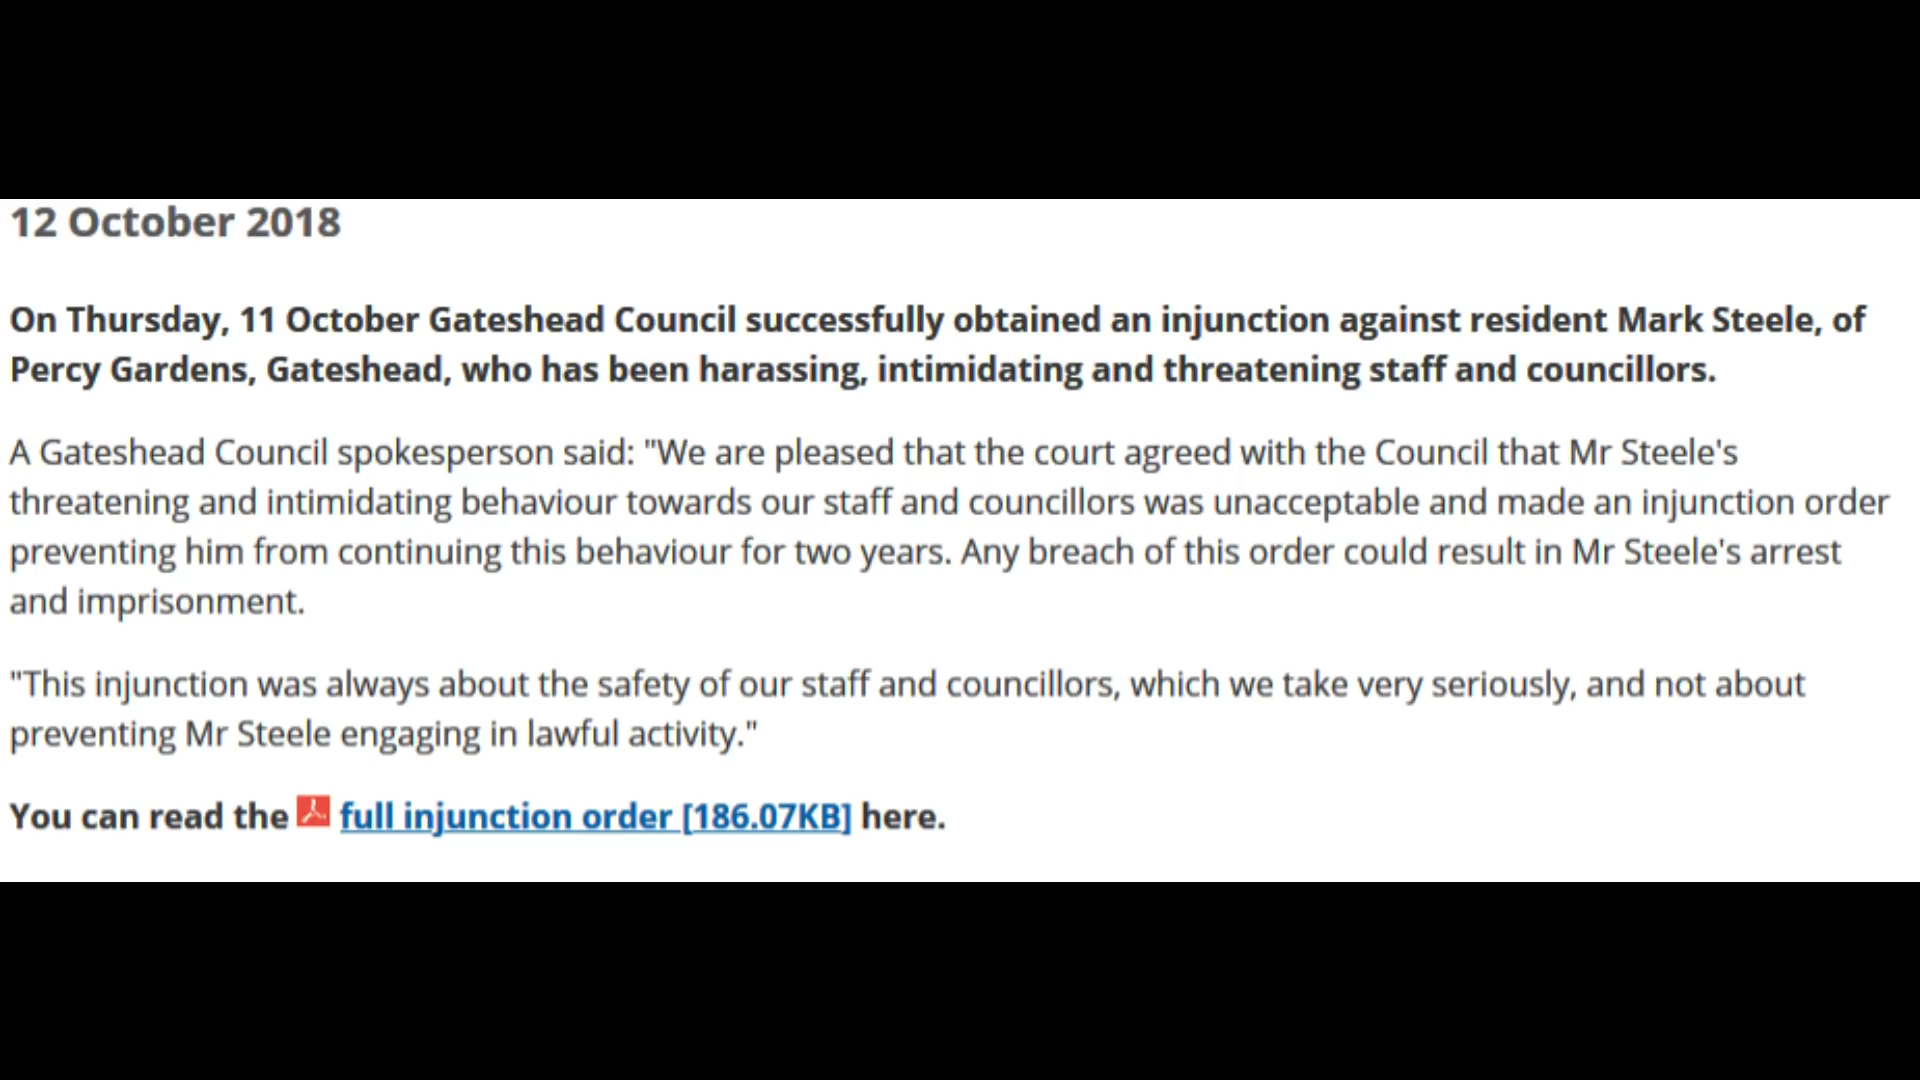 12 October 2018
On Thursday, 11 October Gateshead Council successfully obtained an injunction against resident Mark Steele, of
Percy Gardens, Gateshead, who has been harassing, intimidating and threatening staff and councillors.
A Gateshead Council spokesperson said: "We are pleased that the court agreed with the Council that Mr Steele's
threatening and intimidating behaviour towards our staff and councillors was unacceptable and made an injunction order
preventing him from continuing this behaviour for two years. Any breach of this order could result in Mr Steele's arrest
and imprisonment.
"This injunction was always about the safety of our staff and councillors, which we take very seriously, and not about
preventing Mr Steele engaging in lawful activity."
You can read the full injunction order [186.07KB] here.